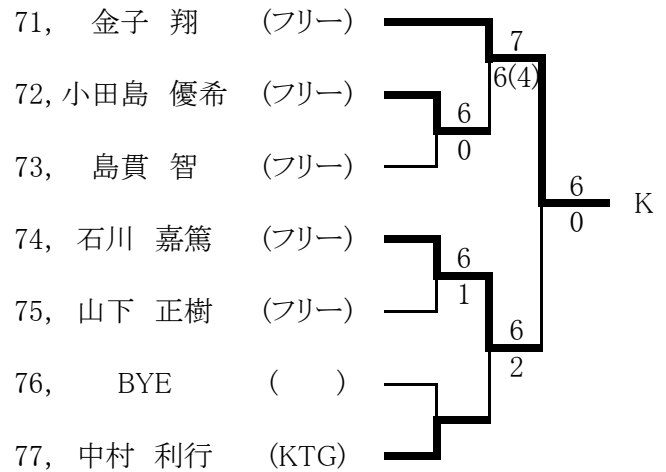 71, 金子 翔 (フリー)
7
6(4)
72, 小田島 優希 (フリー)
6
0
73, 島貫 智 (フリー)
6
0
K
74, 石川 嘉篤 (フリー)
6
1
75, 山下 正樹 (フリー)
6
2
76, BYE ( )
77, 中村 利行 (KTG)